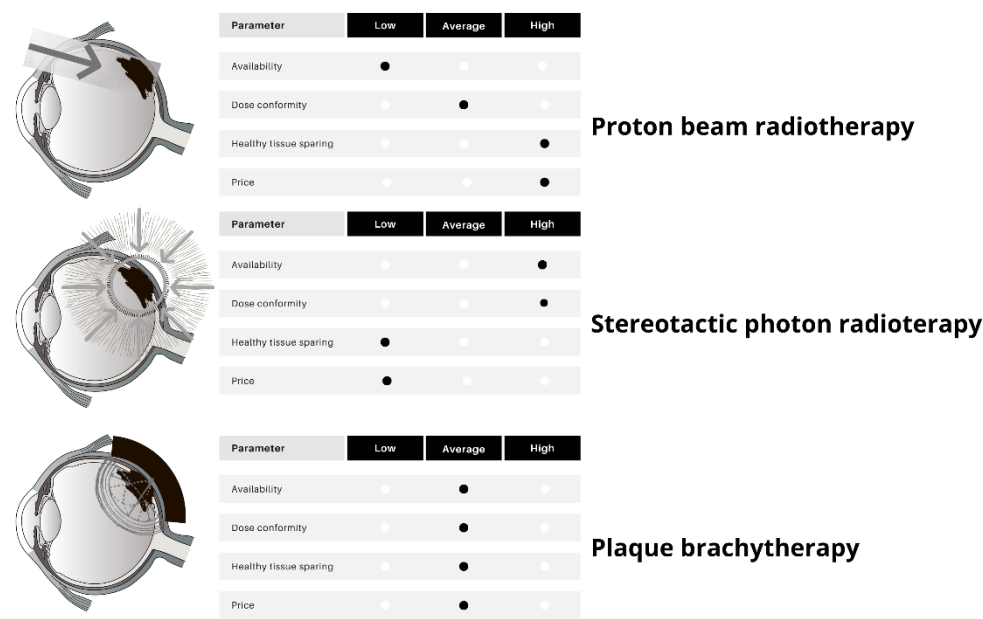 Parameter Low Average High
Availability
Dose conformity
Healthy tissue sparing
Price
Proton beam radiotherapy
Parameter Low Average High
Availability
Dose conformity
Healthy tissue sparing
Price
Stereotactic photon radioterapy
Parameter Low Average High
Availability
Dose conformity
Healthy tissue sparing
Price
Plaque brachytherapy